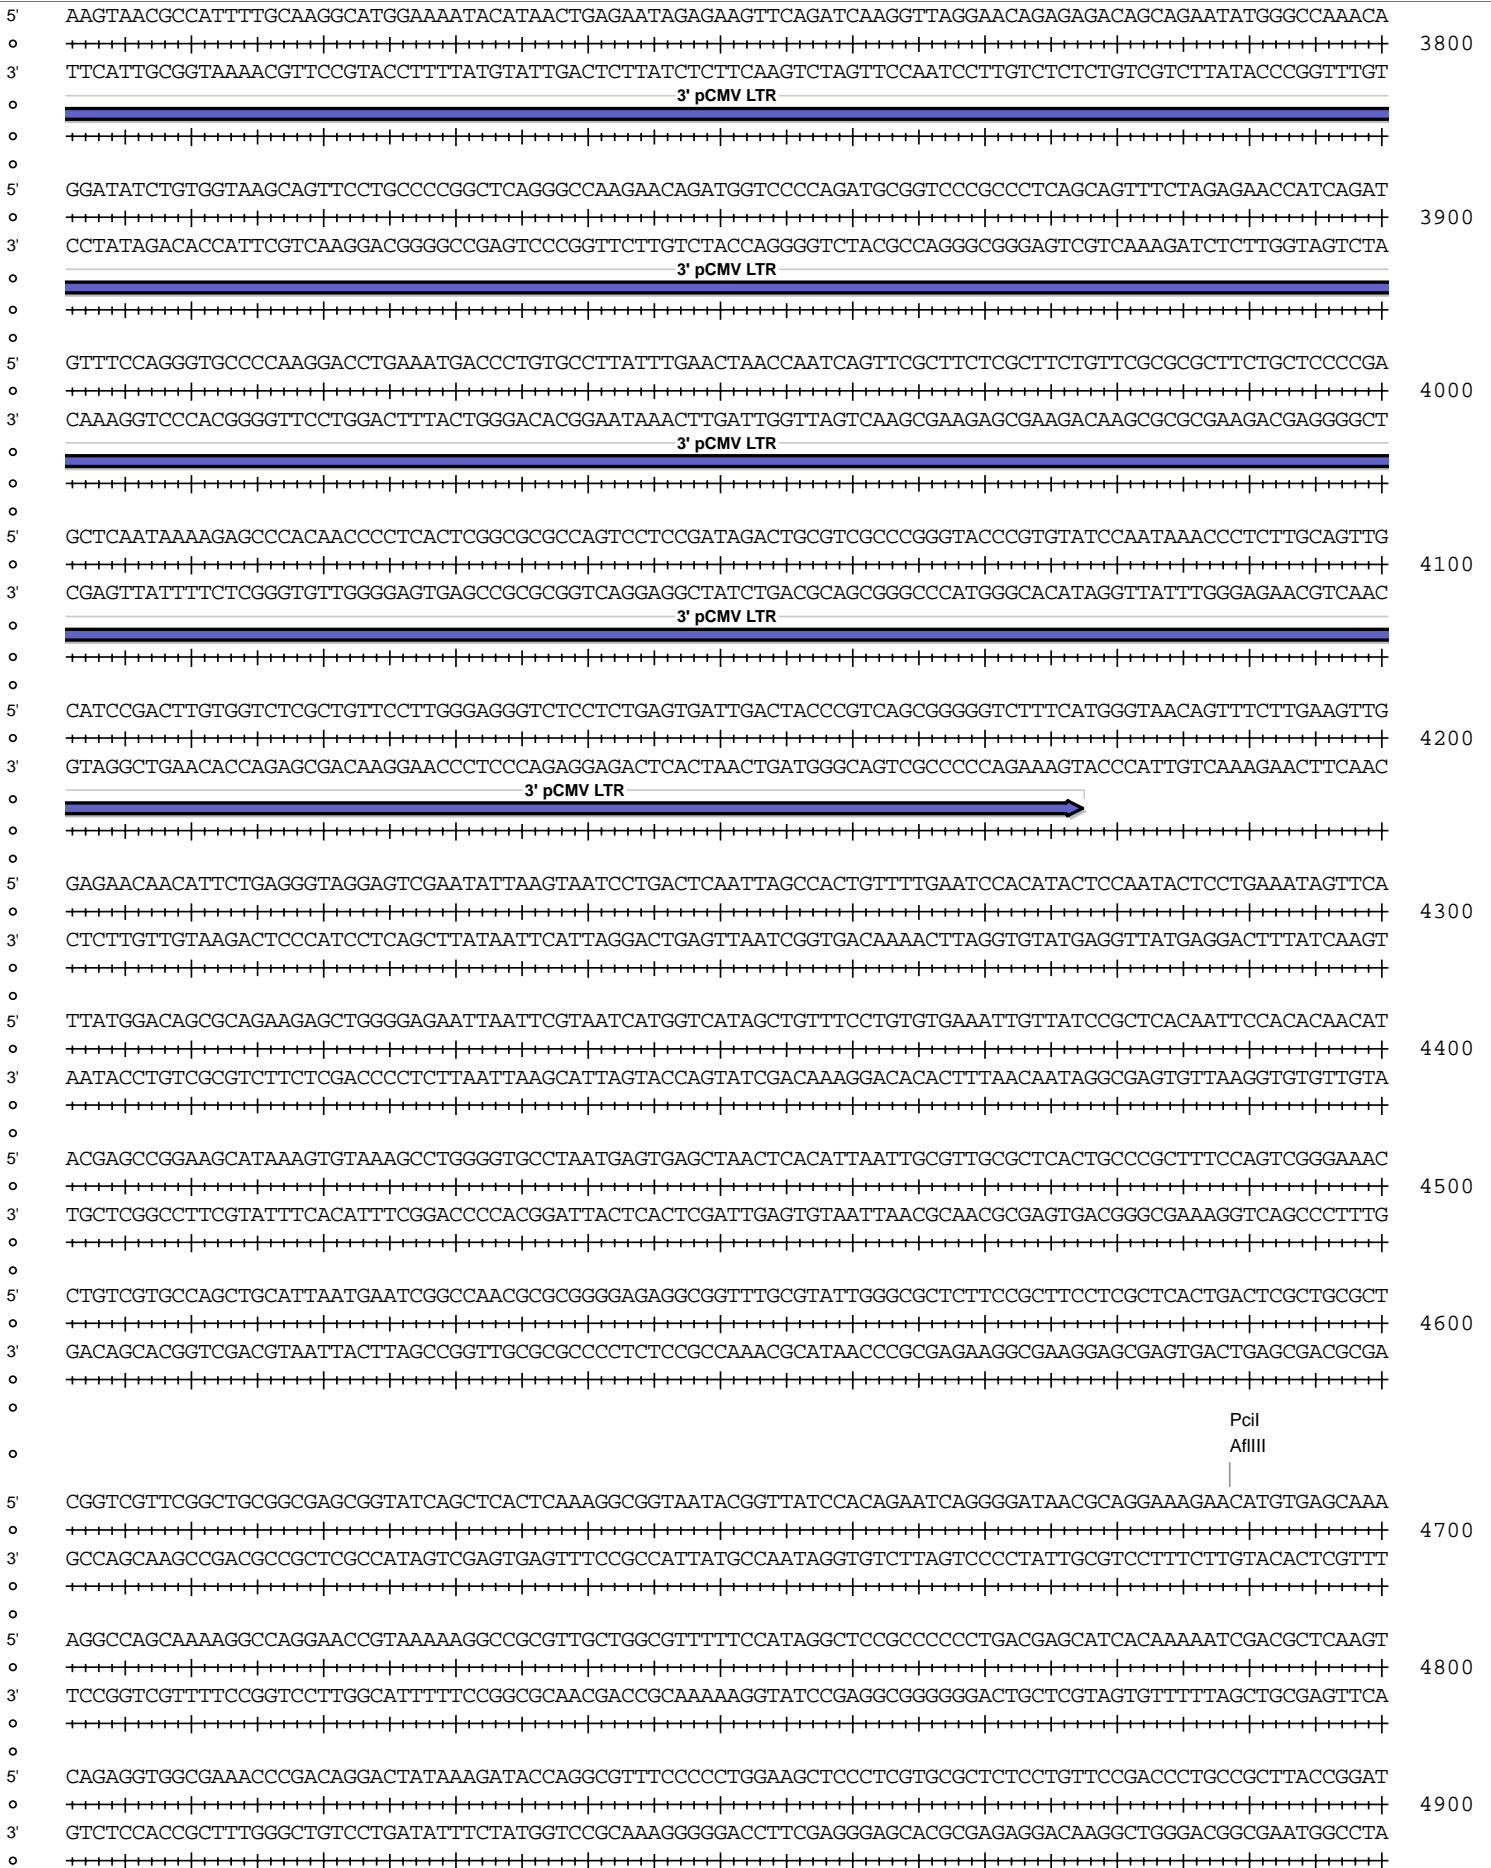 5' AAGTAACGCCATTTTGCAAGGCATGGAAAATACATAACTGAGAATAGAGAAGTTCAGATCAAGGTTAGGAACAGAGAGACAGCAGAATATGGGCCAAACA
3800
3' TTCATTGCGGTAAAACGTTCCGTACCTTTTATGTATTGACTCTTATCTCTTCAAGTCTAGTTCCAATCCTTGTCTCTCTGTCGTCTTATACCCGGTTTGT
3' pCMV LTR
5' GGATATCTGTGGTAAGCAGTTCCTGCCCCGGCTCAGGGCCAAGAACAGATGGTCCCCAGATGCGGTCCCGCCCTCAGCAGTTTCTAGAGAACCATCAGAT
3900
3' CCTATAGACACCATTCGTCAAGGACGGGGCCGAGTCCCGGTTCTTGTCTACCAGGGGTCTACGCCAGGGCGGGAGTCGTCAAAGATCTCTTGGTAGTCTA
3' pCMV LTR
5' GTTTCCAGGGTGCCCCAAGGACCTGAAATGACCCTGTGCCTTATTTGAACTAACCAATCAGTTCGCTTCTCGCTTCTGTTCGCGCGCTTCTGCTCCCCGA
4000
3' CAAAGGTCCCACGGGGTTCCTGGACTTTACTGGGACACGGAATAAACTTGATTGGTTAGTCAAGCGAAGAGCGAAGACAAGCGCGCGAAGACGAGGGGCT
3' pCMV LTR
5' GCTCAATAAAAGAGCCCACAACCCCTCACTCGGCGCGCCAGTCCTCCGATAGACTGCGTCGCCCGGGTACCCGTGTATCCAATAAACCCTCTTGCAGTTG
4100
3' CGAGTTATTTTCTCGGGTGTTGGGGAGTGAGCCGCGCGGTCAGGAGGCTATCTGACGCAGCGGGCCCATGGGCACATAGGTTATTTGGGAGAACGTCAAC
3' pCMV LTR
5' CATCCGACTTGTGGTCTCGCTGTTCCTTGGGAGGGTCTCCTCTGAGTGATTGACTACCCGTCAGCGGGGGTCTTTCATGGGTAACAGTTTCTTGAAGTTG
4200
3' GTAGGCTGAACACCAGAGCGACAAGGAACCCTCCCAGAGGAGACTCACTAACTGATGGGCAGTCGCCCCCAGAAAGTACCCATTGTCAAAGAACTTCAAC
3' pCMV LTR
5' GAGAACAACATTCTGAGGGTAGGAGTCGAATATTAAGTAATCCTGACTCAATTAGCCACTGTTTTGAATCCACATACTCCAATACTCCTGAAATAGTTCA
4300
3' CTCTTGTTGTAAGACTCCCATCCTCAGCTTATAATTCATTAGGACTGAGTTAATCGGTGACAAAACTTAGGTGTATGAGGTTATGAGGACTTTATCAAGT
5' TTATGGACAGCGCAGAAGAGCTGGGGAGAATTAATTCGTAATCATGGTCATAGCTGTTTCCTGTGTGAAATTGTTATCCGCTCACAATTCCACACAACAT
4400
3' AATACCTGTCGCGTCTTCTCGACCCCTCTTAATTAAGCATTAGTACCAGTATCGACAAAGGACACACTTTAACAATAGGCGAGTGTTAAGGTGTGTTGTA
5' ACGAGCCGGAAGCATAAAGTGTAAAGCCTGGGGTGCCTAATGAGTGAGCTAACTCACATTAATTGCGTTGCGCTCACTGCCCGCTTTCCAGTCGGGAAAC
4500
3' TGCTCGGCCTTCGTATTTCACATTTCGGACCCCACGGATTACTCACTCGATTGAGTGTAATTAACGCAACGCGAGTGACGGGCGAAAGGTCAGCCCTTTG
5' CTGTCGTGCCAGCTGCATTAATGAATCGGCCAACGCGCGGGGAGAGGCGGTTTGCGTATTGGGCGCTCTTCCGCTTCCTCGCTCACTGACTCGCTGCGCT
4600
3' GACAGCACGGTCGACGTAATTACTTAGCCGGTTGCGCGCCCCTCTCCGCCAAACGCATAACCCGCGAGAAGGCGAAGGAGCGAGTGACTGAGCGACGCGA
PciI
AflIII
5' CGGTCGTTCGGCTGCGGCGAGCGGTATCAGCTCACTCAAAGGCGGTAATACGGTTATCCACAGAATCAGGGGATAACGCAGGAAAGAACATGTGAGCAAA
4700
3' GCCAGCAAGCCGACGCCGCTCGCCATAGTCGAGTGAGTTTCCGCCATTATGCCAATAGGTGTCTTAGTCCCCTATTGCGTCCTTTCTTGTACACTCGTTT
5' AGGCCAGCAAAAGGCCAGGAACCGTAAAAAGGCCGCGTTGCTGGCGTTTTTCCATAGGCTCCGCCCCCCTGACGAGCATCACAAAAATCGACGCTCAAGT
4800
3' TCCGGTCGTTTTCCGGTCCTTGGCATTTTTCCGGCGCAACGACCGCAAAAAGGTATCCGAGGCGGGGGGACTGCTCGTAGTGTTTTTAGCTGCGAGTTCA
5' CAGAGGTGGCGAAACCCGACAGGACTATAAAGATACCAGGCGTTTCCCCCTGGAAGCTCCCTCGTGCGCTCTCCTGTTCCGACCCTGCCGCTTACCGGAT
4900
3' GTCTCCACCGCTTTGGGCTGTCCTGATATTTCTATGGTCCGCAAAGGGGGACCTTCGAGGGAGCACGCGAGAGGACAAGGCTGGGACGGCGAATGGCCTA